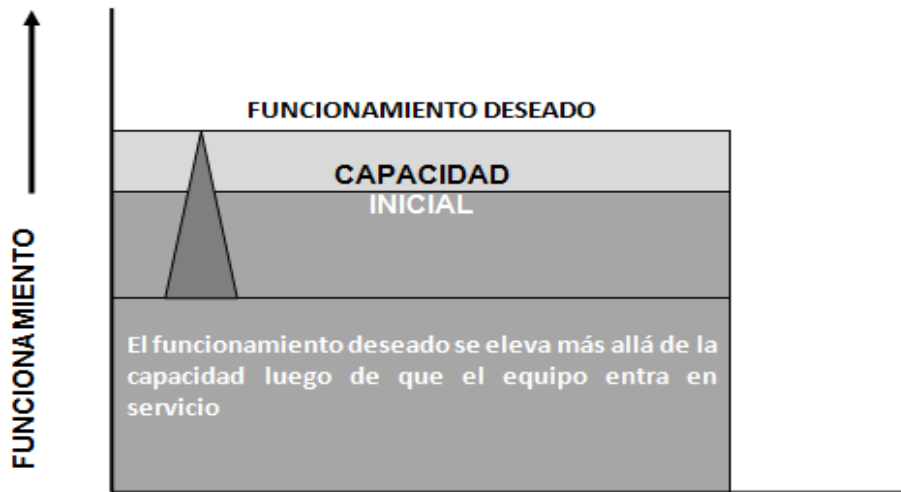 FUNCIONAMIENTO
FUNCIONAMIENTO DESEADO
CAPACIDAD
INICIAL
El funcionamiento deseado se eleva más allá de la
capacidad luego de que el equipo entra en
servicio